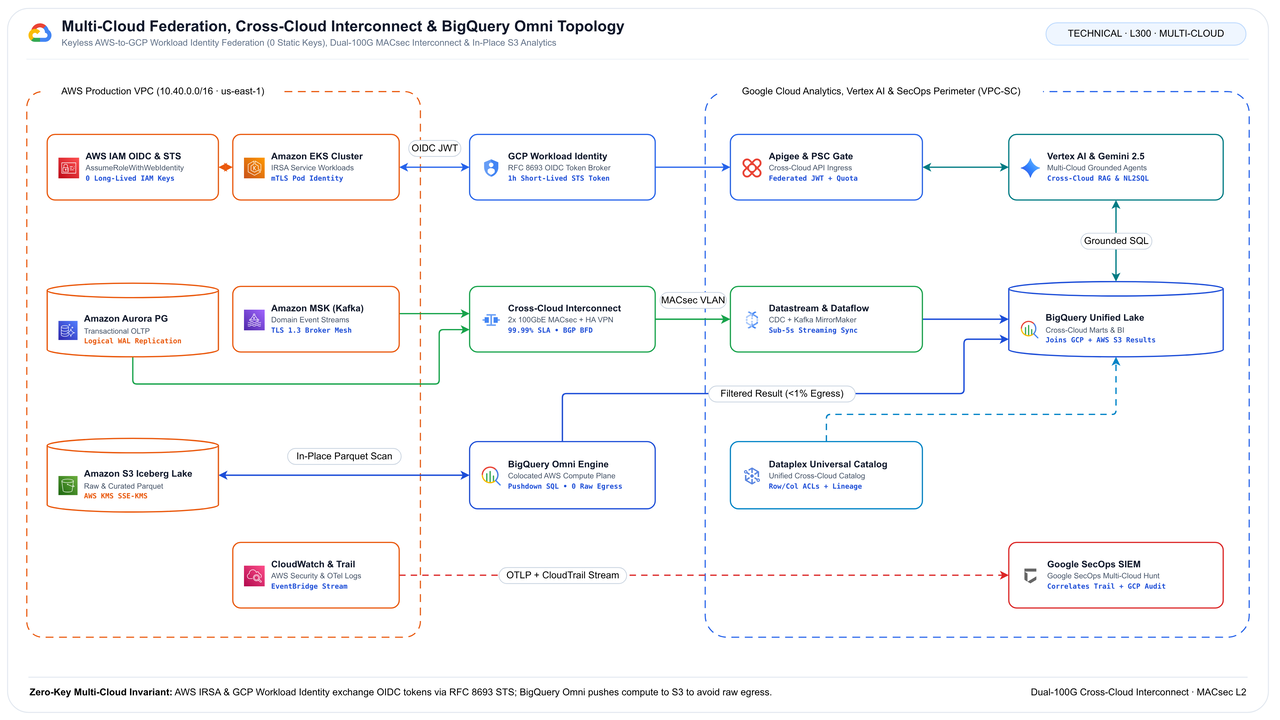 Multi-Cloud Federation, Cross-Cloud Interconnect & BigQuery Omni Topology
Keyless AWS-to-GCP Workload Identity Federation (0 Static Keys), Dual-100G MACsec Interconnect & In-Place S3 Analytics
TECHNICAL · L300 · MULTI-CLOUD
AWS Production VPC (10.40.0.0/16 · us-east-1)
Google Cloud Analytics, Vertex AI & SecOps Perimeter (VPC-SC)
AWS IAM OIDC & STS
AssumeRoleWithWebIdentity
0 Long-Lived IAM Keys
Amazon EKS Cluster
IRSA Service Workloads
mTLS Pod Identity
OIDC JWT
GCP Workload Identity
RFC 8693 OIDC Token Broker
1h Short-Lived STS Token
Apigee & PSC Gate
Cross-Cloud API Ingress
Federated JWT + Quota
Vertex AI & Gemini 2.5
Multi-Cloud Grounded Agents
Cross-Cloud RAG & NL2SQL
Grounded SQL
Amazon Aurora PG
Transactional OLTP
Logical WAL Replication
Amazon MSK (Kafka)
Domain Event Streams
TLS 1.3 Broker Mesh
Cross-Cloud Interconnect
2x 100GbE MACsec + HA VPN
99.99% SLA • BGP BFD
MACsec VLAN
Datastream & Dataflow
CDC + Kafka MirrorMaker
Sub-5s Streaming Sync
BigQuery Unified Lake
Cross-Cloud Marts & BI
Joins GCP + AWS S3 Results
Filtered Result (<1% Egress)
Amazon S3 Iceberg Lake
Raw & Curated Parquet
AWS KMS SSE-KMS
In-Place Parquet Scan
BigQuery Omni Engine
Colocated AWS Compute Plane
Pushdown SQL • 0 Raw Egress
Dataplex Universal Catalog
Unified Cross-Cloud Catalog
Row/Col ACLs + Lineage
CloudWatch & Trail
AWS Security & OTel Logs
EventBridge Stream
OTLP + CloudTrail Stream
Google SecOps SIEM
Google SecOps Multi-Cloud Hunt
Correlates Trail + GCP Audit
Zero-Key Multi-Cloud Invariant: AWS IRSA & GCP Workload Identity exchange OIDC tokens via RFC 8693 STS; BigQuery Omni pushes compute to S3 to avoid raw egress.
Dual-100G Cross-Cloud Interconnect · MACsec L2